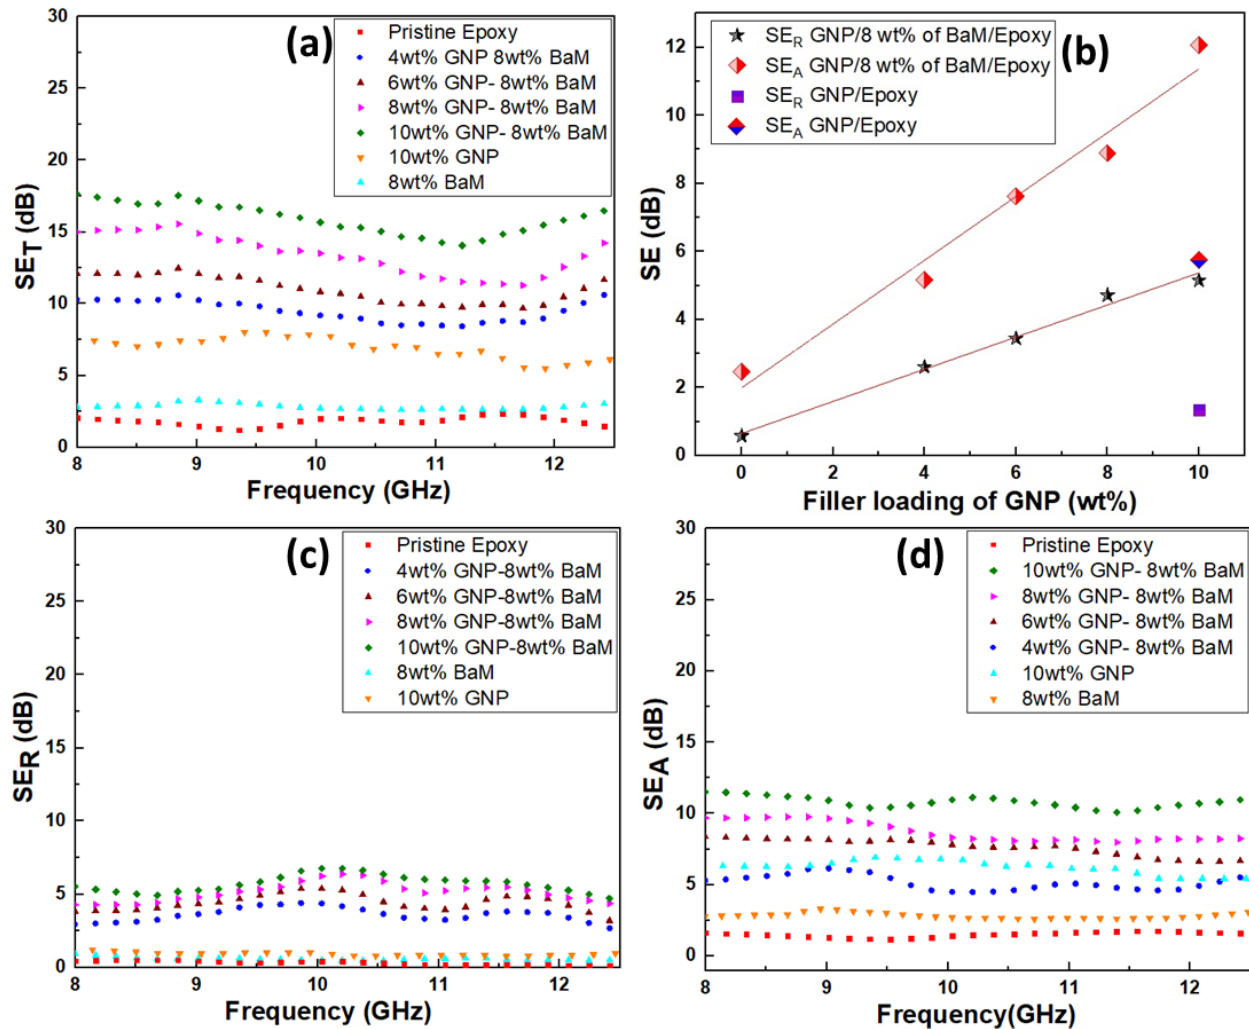 (a)
Pristine Epoxy
4wt% GNP 8wt% BaM
6wt% GNP- 8wt% BaM
8wt% GNP- 8wt% BaM
10wt% GNP- 8wt% BaM
10wt% GNP
8wt% BaM
30
25
20
15
10
5
0
SET (dB)
8 9 10 11 12
Frequency (GHz)
(b)
SER GNP/8 wt% of BaM/Epoxy
SEA GNP/8 wt% of BaM/Epoxy
SER GNP/Epoxy
SEA GNP/Epoxy
12
10
8
6
4
2
0
SE (dB)
0 2 4 6 8 10
Filler loading of GNP (wt%)
(c)
Pristine Epoxy
4wt% GNP-8wt% BaM
6wt% GNP-8wt% BaM
8wt% GNP-8wt% BaM
10wt% GNP-8wt% BaM
8wt% BaM
10wt% GNP
30
25
20
15
10
5
0
SER (dB)
8 9 10 11 12
Frequency (GHz)
(d)
Pristine Epoxy
10wt% GNP- 8wt% BaM
8wt% GNP- 8wt% BaM
6wt% GNP- 8wt% BaM
4wt% GNP- 8wt% BaM
10wt% GNP
8wt% BaM
30
25
20
15
10
5
0
SEA (dB)
8 9 10 11 12
Frequency(GHz)